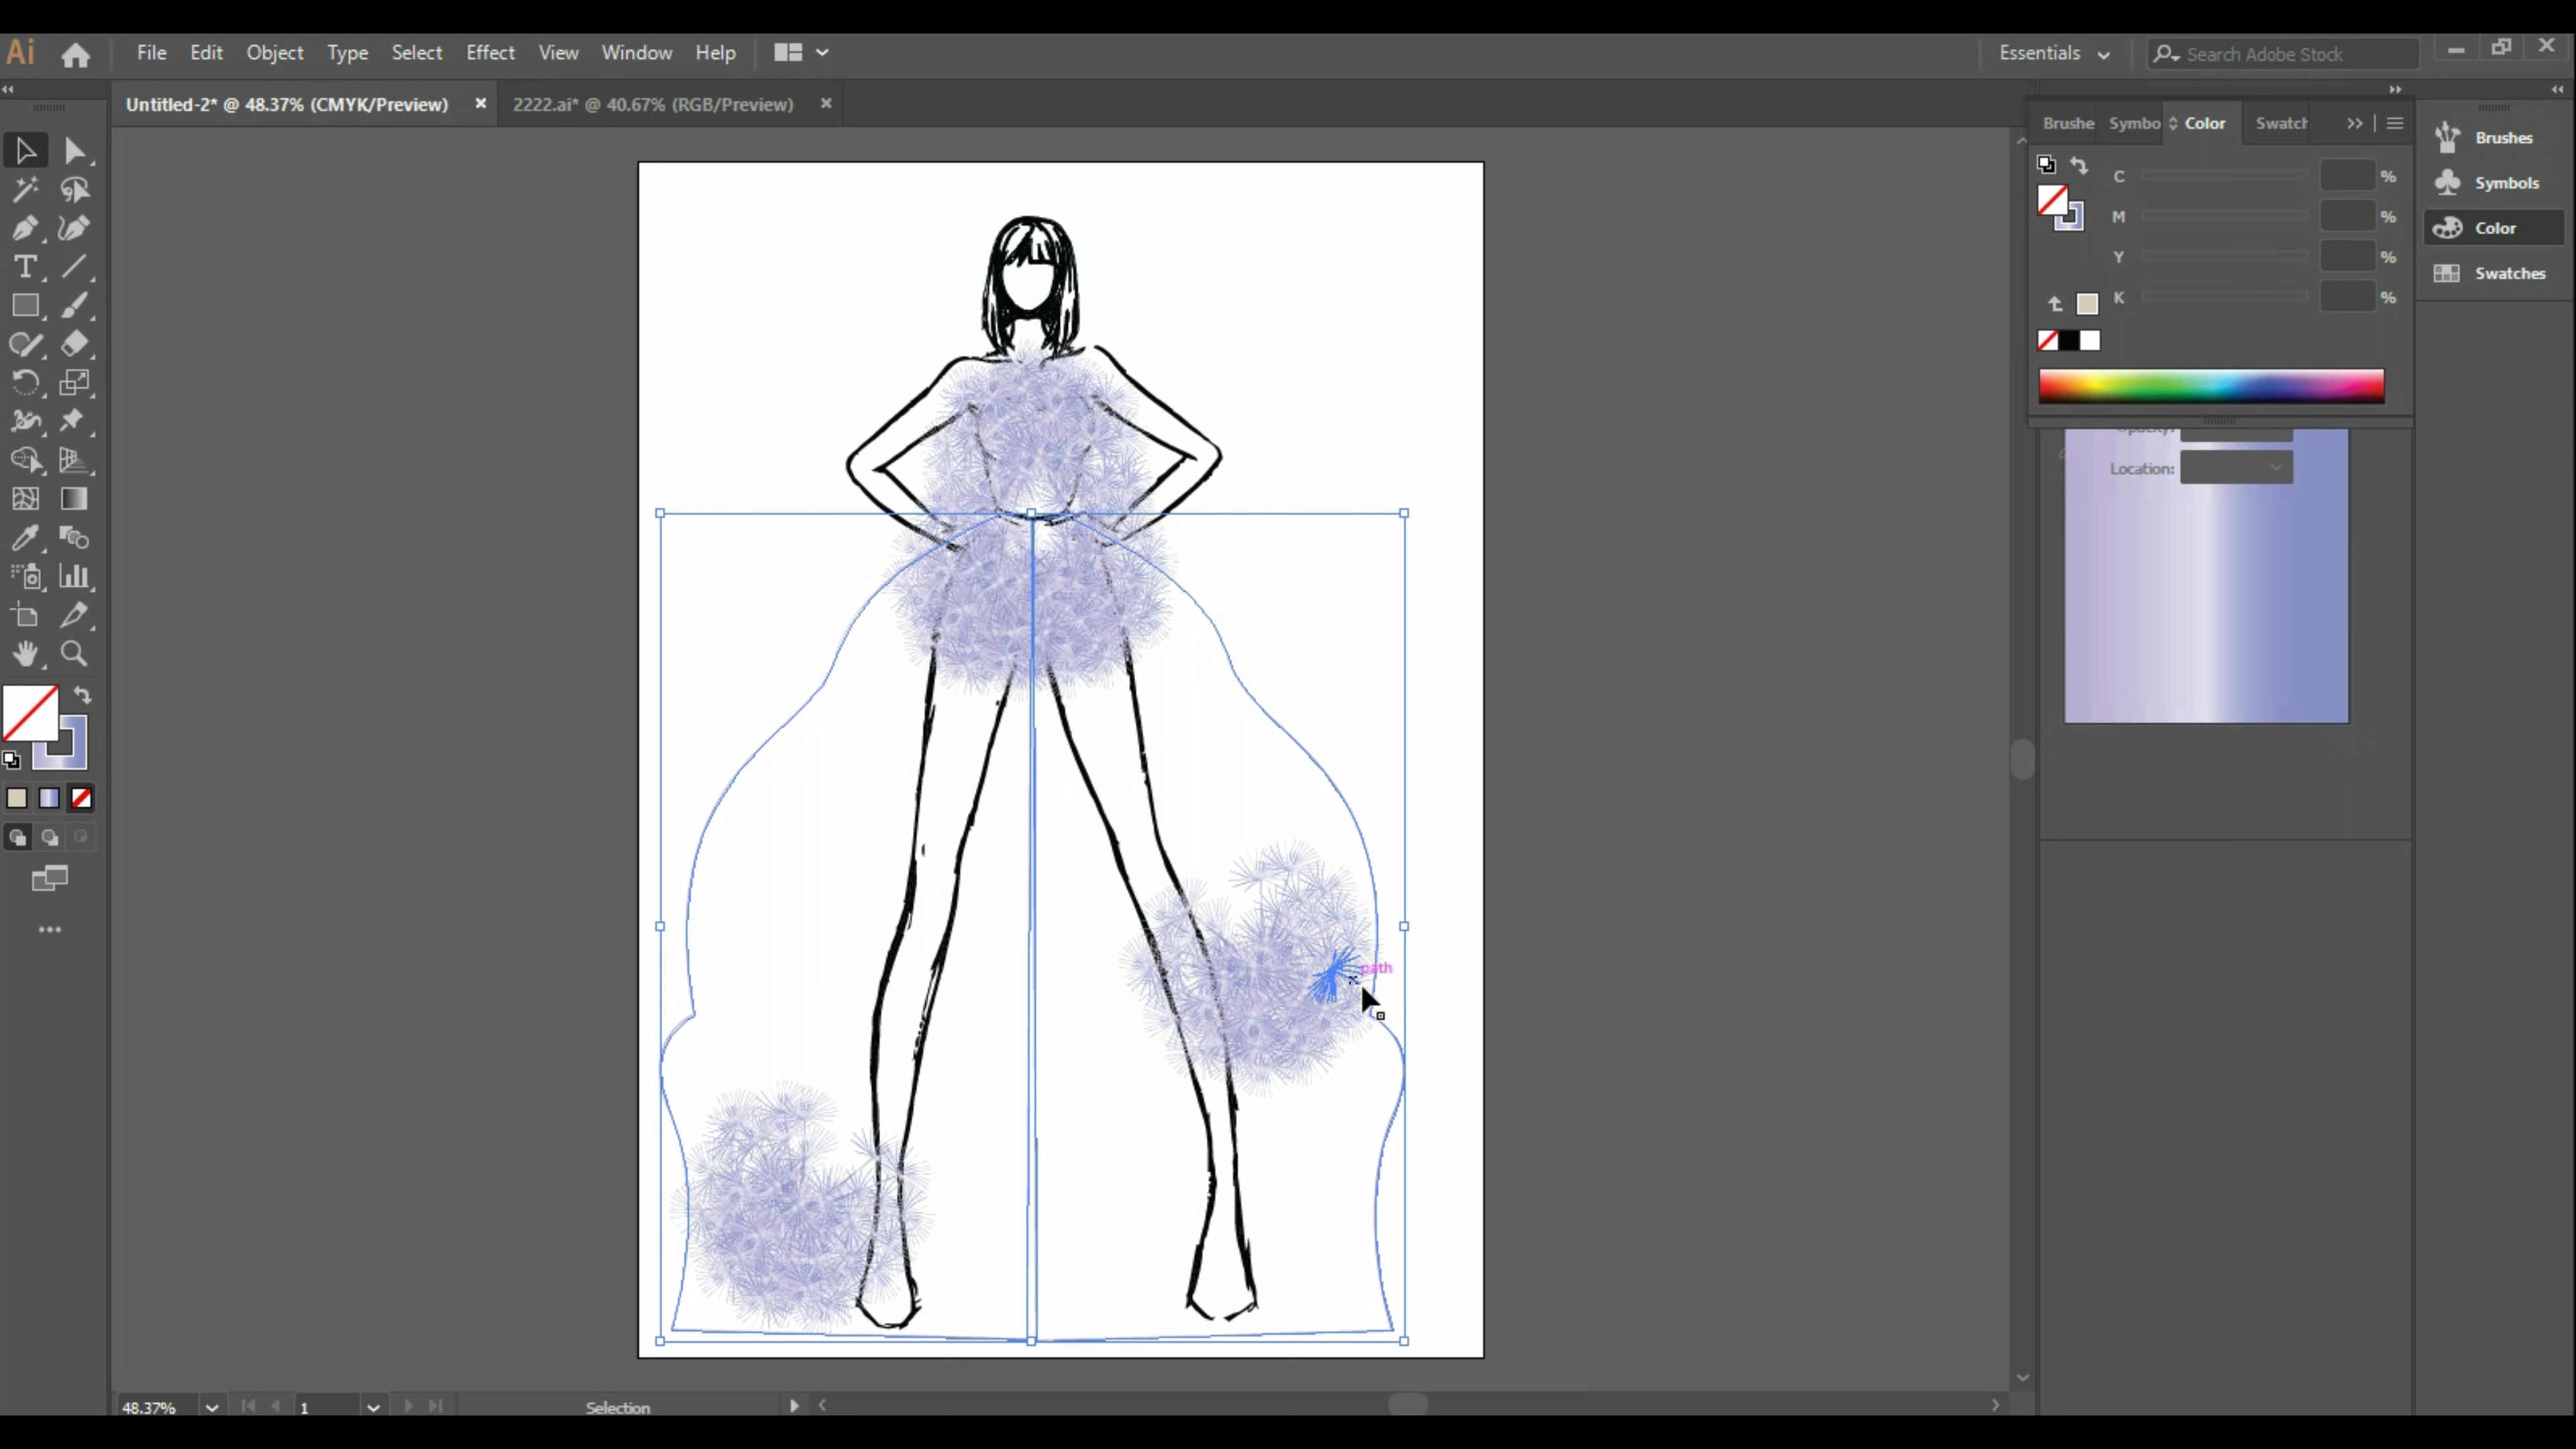 Ai File Edit Object Type Select Effect View Window Help Essentials Search Adobe Stock
Untitled-2* @ 48.37% (CMYK/Preview) × 2222.ai* @ 40.67% (RGB/Preview) ×
Brushe Symbo Color Swatch
Brushes
Symbols
Color
Swatches
C %
M %
Y %
K %
Opacity:
Location:
path
48.37% 1 Selection